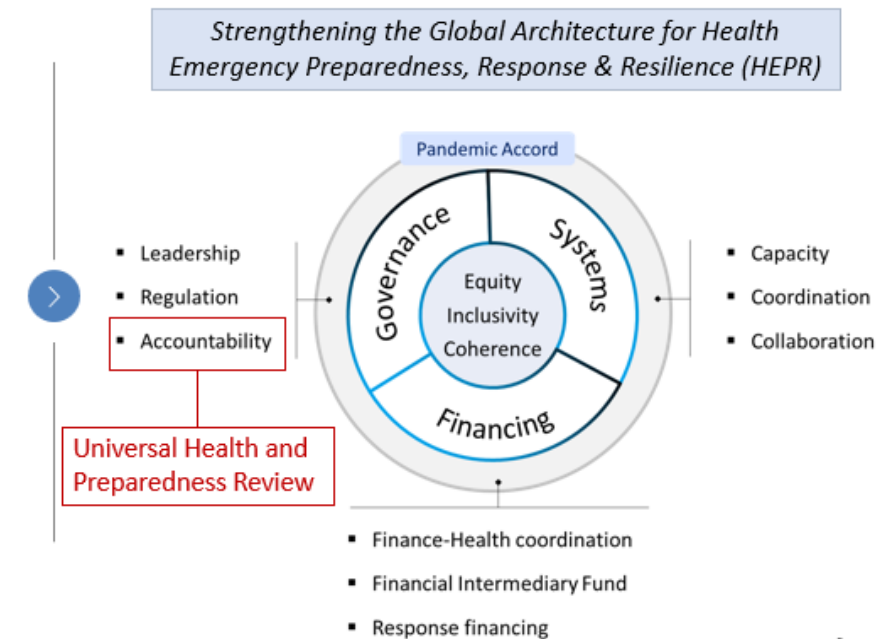 Strengthening the Global Architecture for Health
Emergency Preparedness, Response & Resilience (HEPR)
Pandemic Accord
Governance
Systems
Financing
Equity
Inclusivity
Coherence
▪ Leadership
▪ Regulation
▪ Accountability
Universal Health and
Preparedness Review
▪ Capacity
▪ Coordination
▪ Collaboration
▪ Finance-Health coordination
▪ Financial Intermediary Fund
▪ Response financing